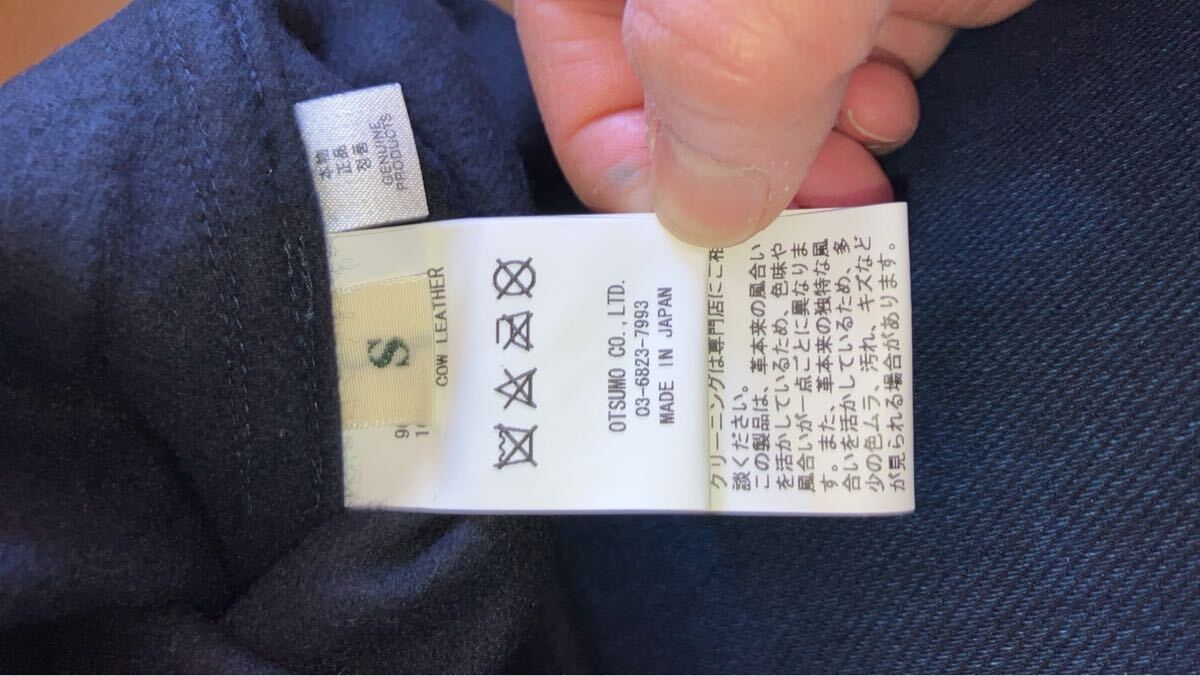 本物
正品
정품
GENUINE
PRODUCTS
S
COW LEATHER
OTSUMO CO.,LTD.
03-6823-7993
MADE IN JAPAN
クリーニングは専門店にご相
談ください。
この製品は、革本来の風合い
を活かしているため、色味や
風合いが一点ごとに異なりま
す。また、革本来の独特な風
合いを活かしているため、多
少の色ムラ、汚れ、キズなど
が見られる場合があります。